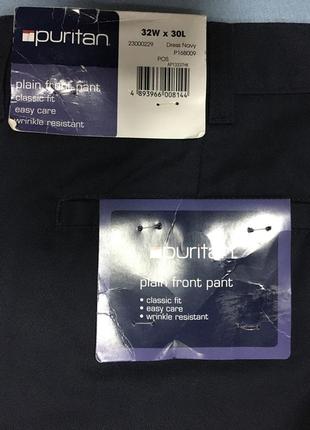 puritan
32W x 30L
23000229 Dress Navy
P168009
POS
plain front pant
classic fit
easy care
wrinkle resistant
4 893966 008144
puritan
plain front pant
• classic fit
• easy care
• wrinkle resistant